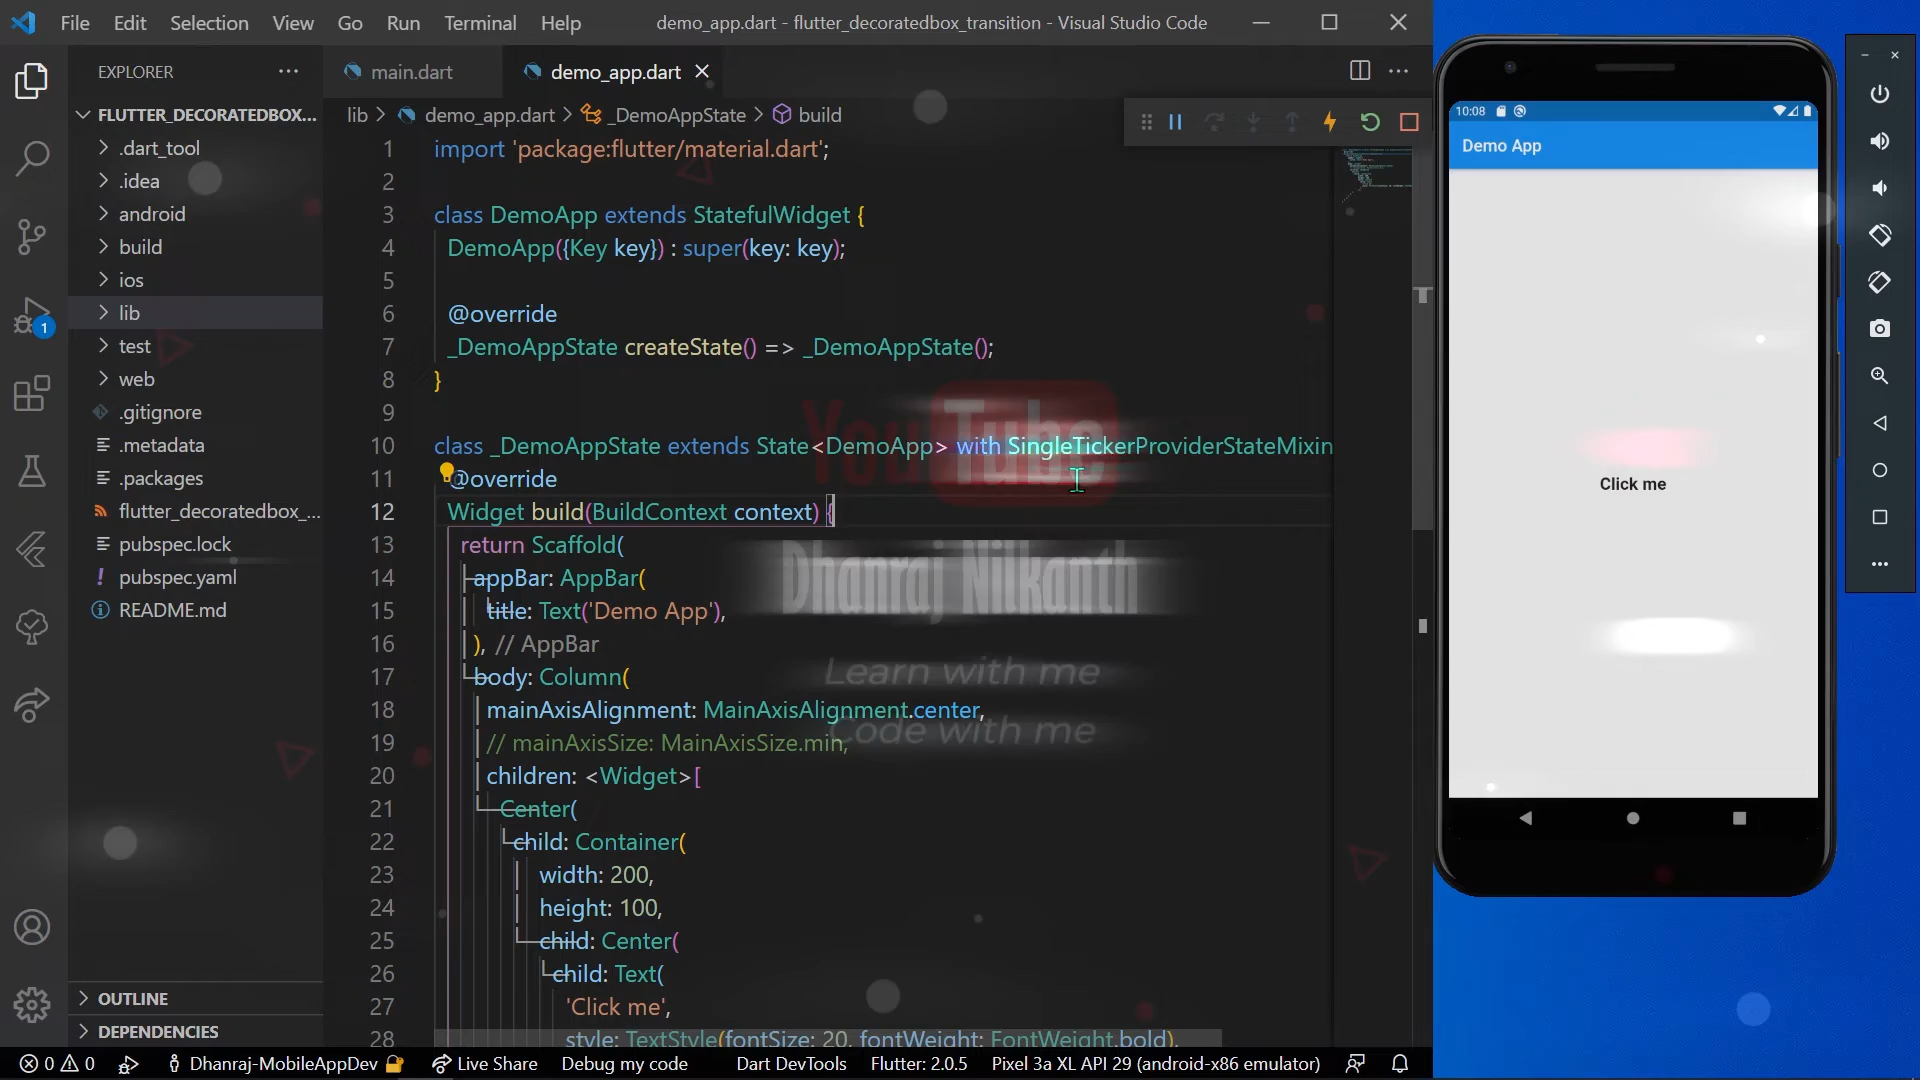 File Edit Selection View Go Run Terminal Help
demo_app.dart - flutter_decoratedbox_transition - Visual Studio Code
EXPLORER
main.dart
demo_app.dart
FLUTTER_DECORATEDBOX...
.dart_tool
.idea
android
build
ios
lib
test
web
.gitignore
.metadata
.packages
flutter_decoratedbox_...
pubspec.lock
pubspec.yaml
README.md
OUTLINE
DEPENDENCIES
1
lib > demo_app.dart > _DemoAppState > build
1 import 'package:flutter/material.dart';
2
3 class DemoApp extends StatefulWidget {
4 DemoApp({Key key}) : super(key: key);
5
6 @override
7 _DemoAppState createState() => _DemoAppState();
8 }
9
10 class _DemoAppState extends State<DemoApp> with SingleTickerProviderStateMixin
11 @override
12 Widget build(BuildContext context) {
13 return Scaffold(
14 appBar: AppBar(
15 title: Text('Demo App'),
16 ), // AppBar
17 body: Column(
18 mainAxisAlignment: MainAxisAlignment.center,
19 // mainAxisSize: MainAxisSize.min,
20 children: <Widget>[
21 Center(
22 child: Container(
23 width: 200,
24 height: 100,
25 child: Center(
26 child: Text(
27 'Click me',
28 style: TextStyle(fontSize: 20, fontWeight: FontWeight.bold),
YouTube
Dhanraj Nilkanth
Learn with me
Code with me
10:08
Demo App
Click me
0 0 Dhanraj-MobileAppDev Live Share Debug my code Dart DevTools Flutter: 2.0.5 Pixel 3a XL API 29 (android-x86 emulator)